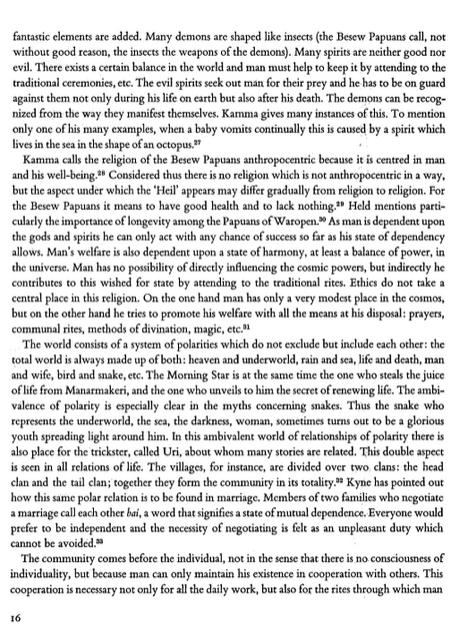 fantastic elements are added. Many demons are shaped like insects (the Besew Papuans call, not
without good reason, the insects the weapons of the demons). Many spirits are neither good nor
evil. There exists a certain balance in the world and man must help to keep it by attending to the
traditional ceremonies, etc. The evil spirits seek out man for their prey and he has to be on guard
against them not only during his life on earth but also after his death. The demons can be recog-
nized from the way they manifest themselves. Kamma gives many instances of this. To mention
only one of his many examples, when a baby vomits continually this is caused by a spirit which
lives in the sea in the shape of an octopus.²⁷
Kamma calls the religion of the Besew Papuans anthropocentric because it is centred in man
and his well-being.²⁸ Considered thus there is no religion which is not anthropocentric in a way,
but the aspect under which the 'Heil' appears may differ gradually from religion to religion. For
the Besew Papuans it means to have good health and to lack nothing.²⁹ Held mentions parti-
cularly the importance of longevity among the Papuans of Waropen.³⁰ As man is dependent upon
the gods and spirits he can only act with any chance of success so far as his state of dependency
allows. Man's welfare is also dependent upon a state of harmony, at least a balance of power, in
the universe. Man has no possibility of directly influencing the cosmic powers, but indirectly he
contributes to this wished for state by attending to the traditional rites. Ethics do not take a
central place in this religion. On the one hand man has only a very modest place in the cosmos,
but on the other hand he tries to promote his welfare with all the means at his disposal: prayers,
communal rites, methods of divination, magic, etc.³¹
The world consists of a system of polarities which do not exclude but include each other: the
total world is always made up of both: heaven and underworld, rain and sea, life and death, man
and wife, bird and snake, etc. The Morning Star is at the same time the one who steals the juice
of life from Manarmakeri, and the one who unveils to him the secret of renewing life. The ambi-
valence of polarity is especially clear in the myths concerning snakes. Thus the snake who
represents the underworld, the sea, the darkness, woman, sometimes turns out to be a glorious
youth spreading light around him. In this ambivalent world of relationships of polarity there is
also place for the trickster, called Uri, about whom many stories are related. This double aspect
is seen in all relations of life. The villages, for instance, are divided over two clans: the head
clan and the tail clan; together they form the community in its totality.³² Kyne has pointed out
how this same polar relation is to be found in marriage. Members of two families who negotiate
a marriage call each other bai, a word that signifies a state of mutual dependence. Everyone would
prefer to be independent and the necessity of negotiating is felt as an unpleasant duty which
cannot be avoided.³³
The community comes before the individual, not in the sense that there is no consciousness of
individuality, but because man can only maintain his existence in cooperation with others. This
cooperation is necessary not only for all the daily work, but also for the rites through which man
16